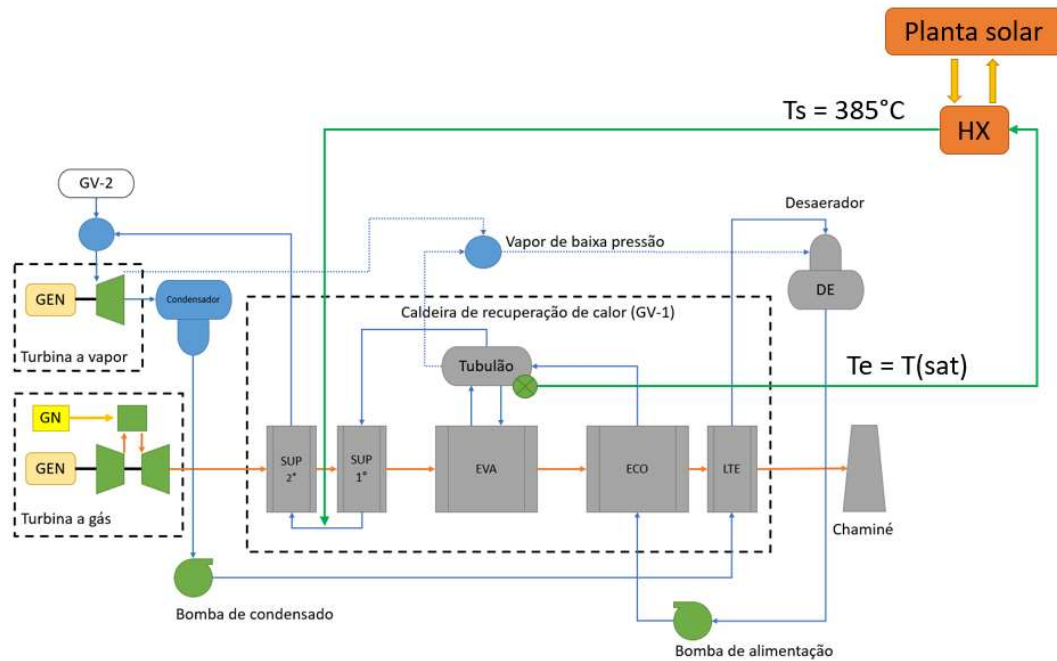 Planta solar
Ts = 385°C
HX
GV-2
Desaerador
Vapor de baixa pressão
GEN
Condensador
DE
Caldeira de recuperação de calor (GV-1)
Turbina a vapor
Tubulão
Te = T(sat)
GN
SUP
2°
SUP
1°
EVA
ECO
LTE
GEN
Turbina a gás
Chaminé
Bomba de condensado
Bomba de alimentação